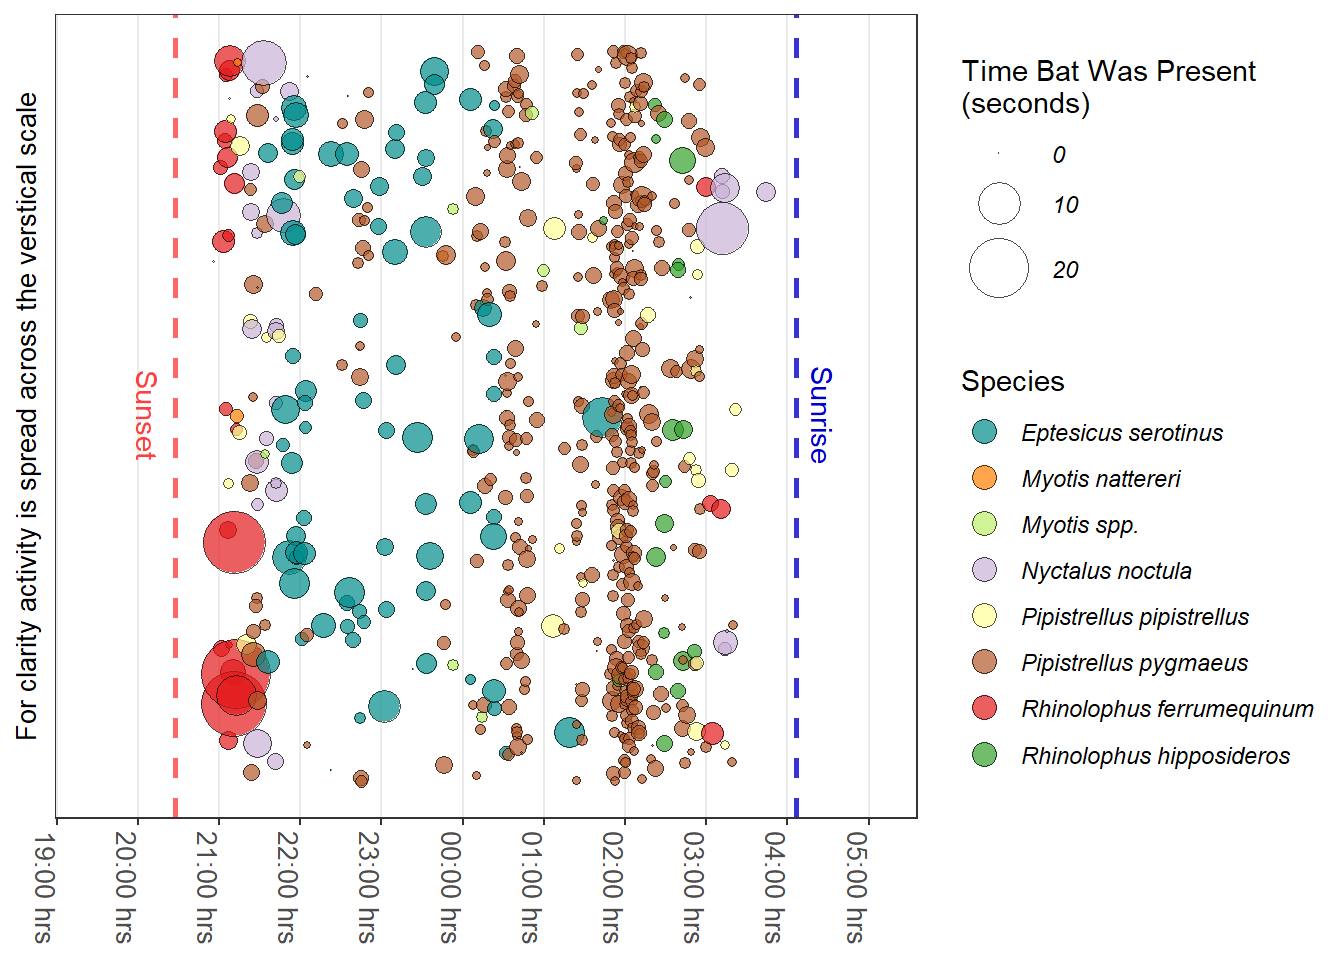 For clarity activity is spread across the verstical scale
Sunset
Sunrise
19:00 hrs
20:00 hrs
21:00 hrs
22:00 hrs
23:00 hrs
00:00 hrs
01:00 hrs
02:00 hrs
03:00 hrs
04:00 hrs
05:00 hrs
Time Bat Was Present
(seconds)
0
10
20
Species
Eptesicus serotinus
Myotis nattereri
Myotis spp.
Nyctalus noctula
Pipistrellus pipistrellus
Pipistrellus pygmaeus
Rhinolophus ferrumequinum
Rhinolophus hipposideros